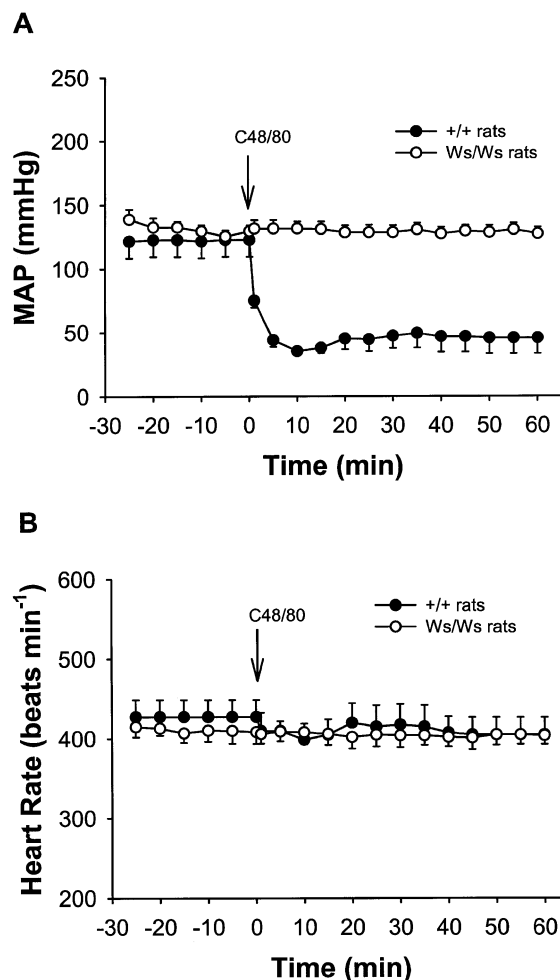 A
250
200
150
100
50
0
MAP (mmHg)
C48/80
+/+ rats
Ws/Ws rats
-30 -20 -10 0 10 20 30 40 50 60
Time (min)
B
600
500
400
300
200
Heart Rate (beats min⁻¹)
C48/80
+/+ rats
Ws/Ws rats
-30 -20 -10 0 10 20 30 40 50 60
Time (min)